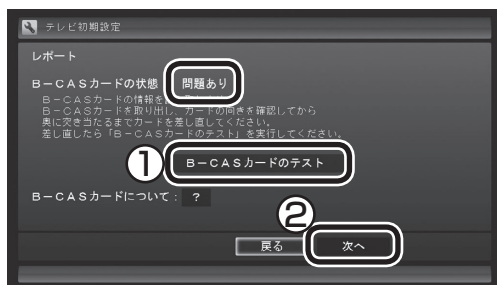 テレビ初期設定
レポート
B-CASカードの状態 問題あり
B-CASカードの情報を
B-CASカードを取り出し、カードの向きを確認してから
奥に突き当たるまでカードを差し直してください。
差し直したら「B-CASカードのテスト」を実行してください。
① B-CASカードのテスト
B-CASカードについて: ?
②
戻る 次へ